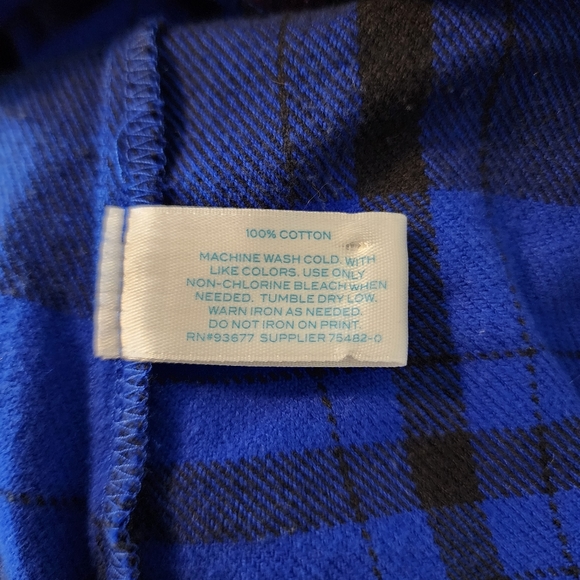 100% COTTON
MACHINE WASH COLD. WITH
LIKE COLORS. USE ONLY
NON-CHLORINE BLEACH WHEN
NEEDED. TUMBLE DRY LOW.
WARN IRON AS NEEDED.
DO NOT IRON ON PRINT.
RN#93677 SUPPLIER 75482-0